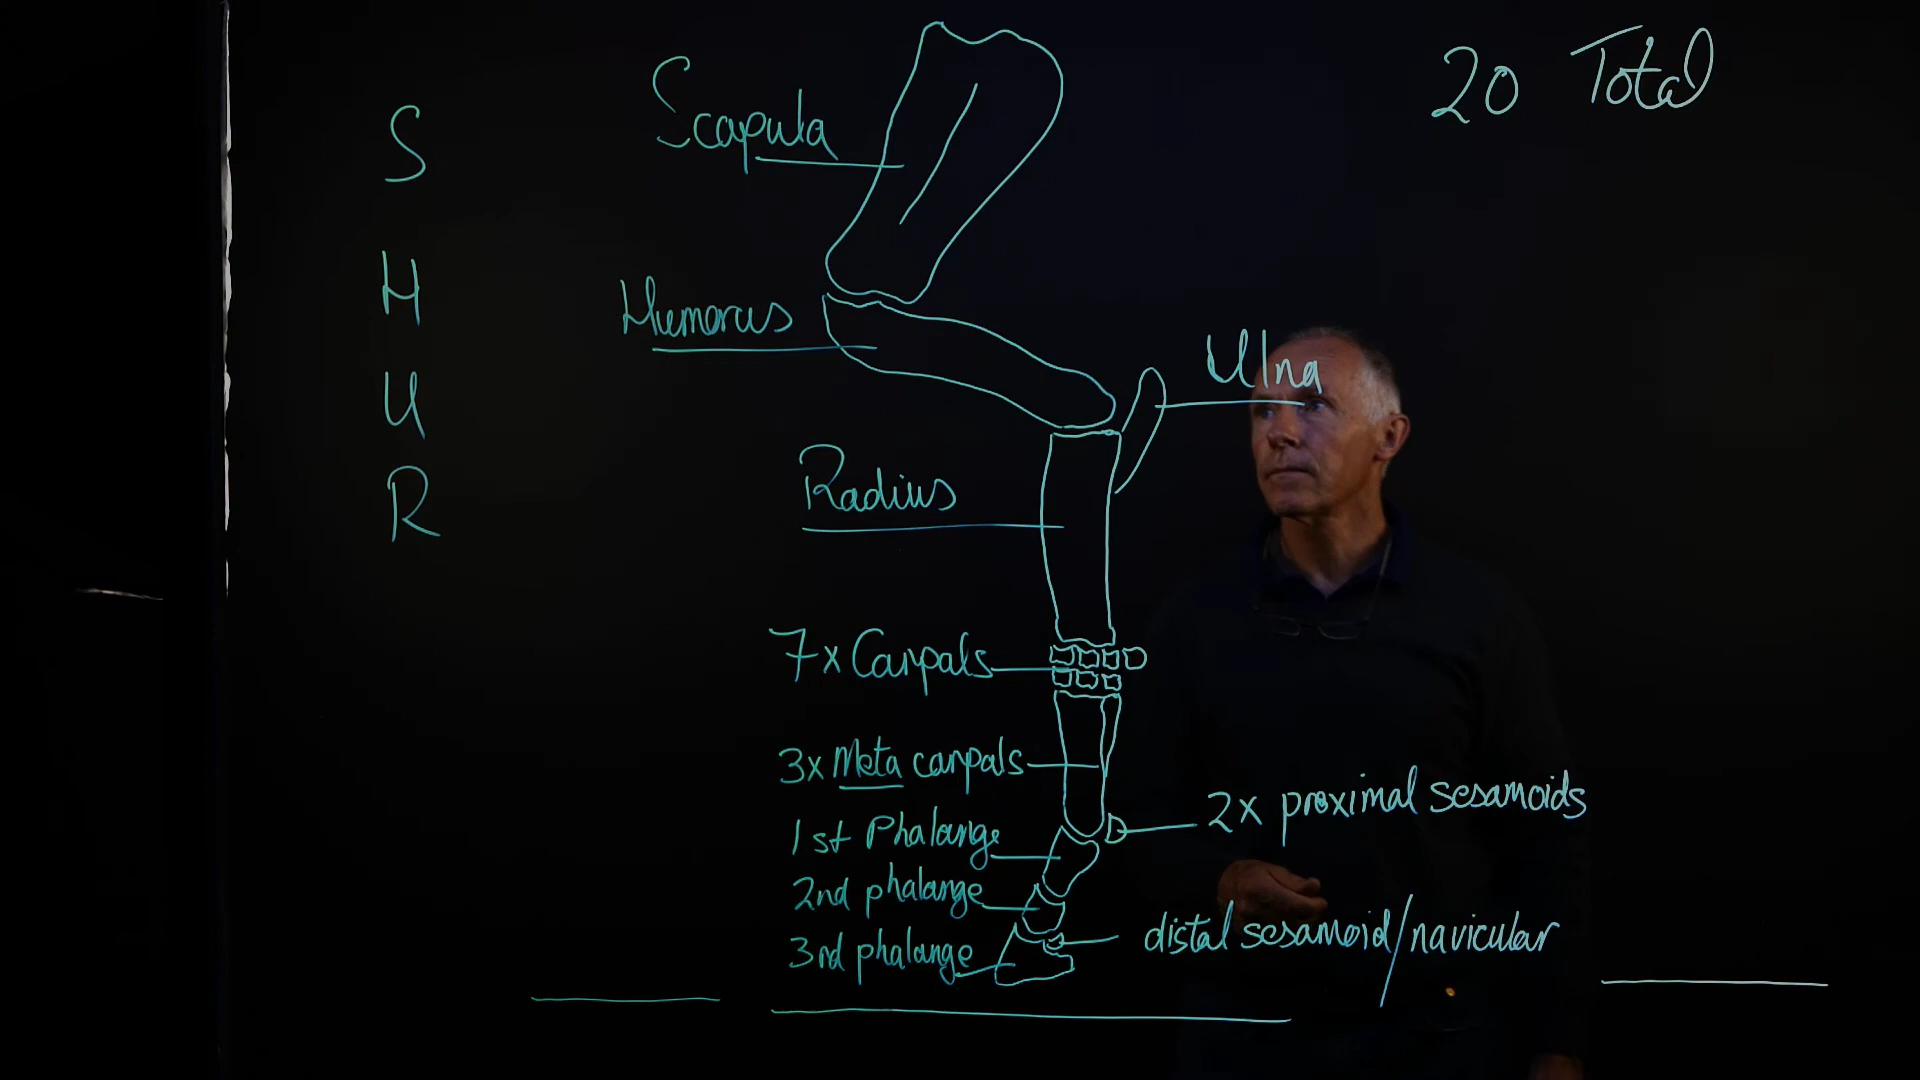 20 Total
Scapula
S
Humorus
H
Ulna
U
Radius
R
7x Carpals
3x Meta carpals
2x proximal sesamoids
1st Phalange
2nd phalange
distal sesamoid/navicular
3rd phalange